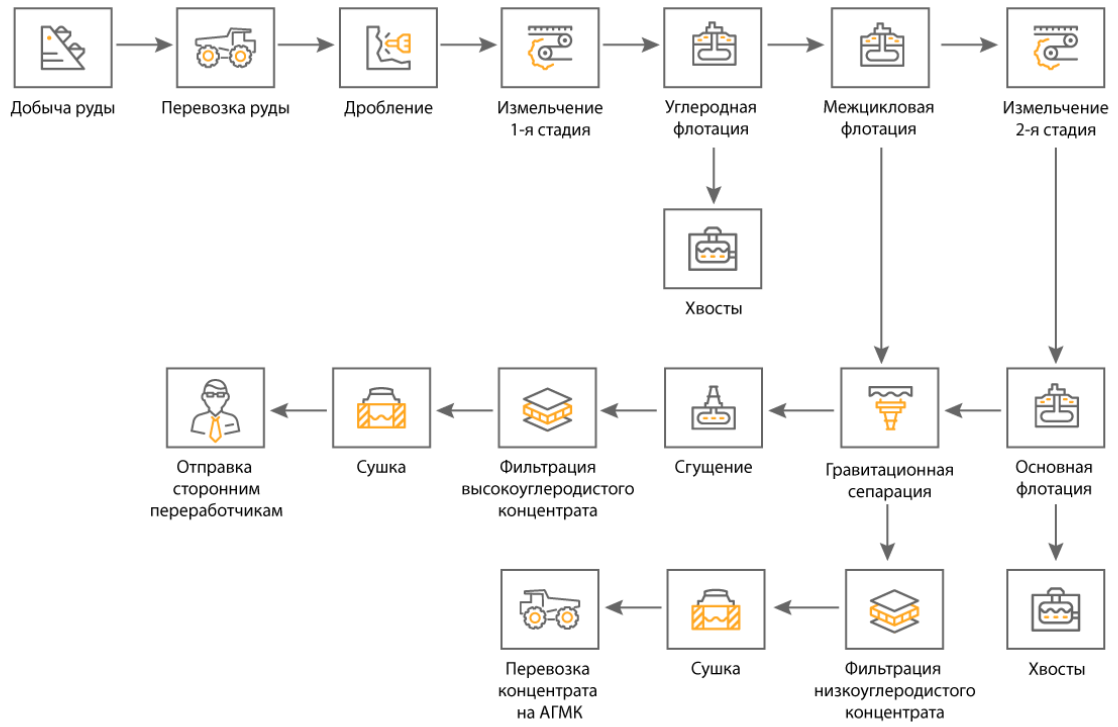 Добыча руды
Перевозка руды
Дробление
Измельчение
1-я стадия
Углеродная
флотация
Межцикловая
флотация
Измельчение
2-я стадия
Хвосты
Отправка
сторонним
переработчикам
Сушка
Фильтрация
высокоуглеродистого
концентрата
Сгущение
Гравитационная
сепарация
Основная
флотация
Перевозка
концентрата
на АГМК
Сушка
Фильтрация
низкоуглеродистого
концентрата
Хвосты